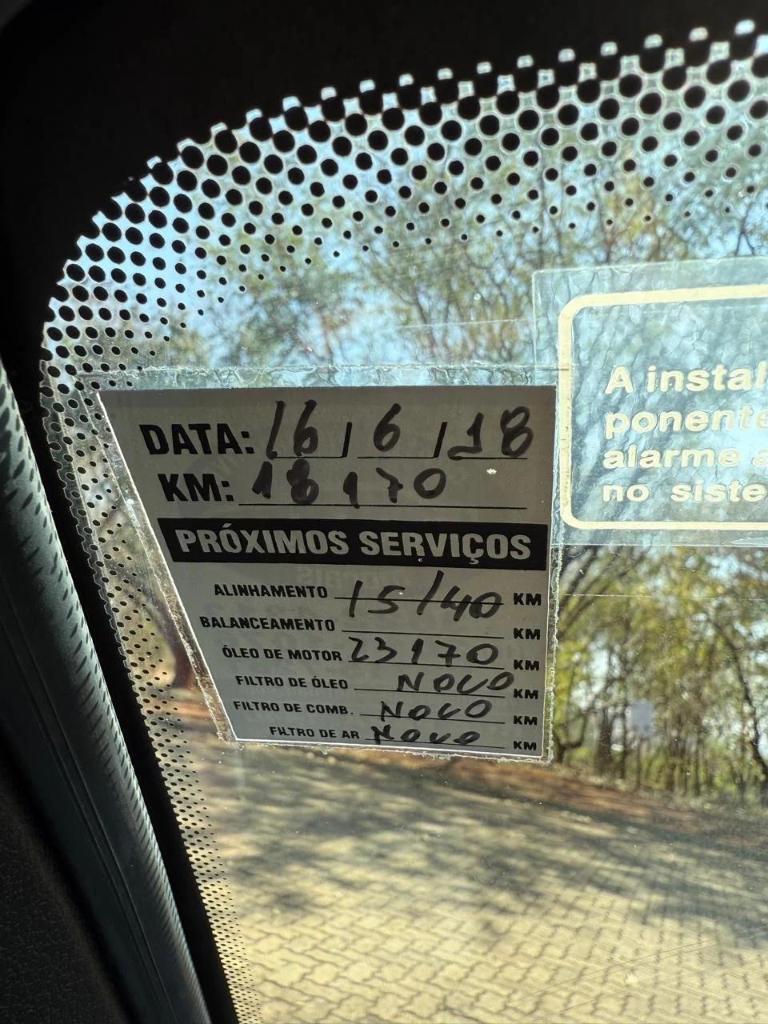 DATA: 16/6/18
KM: 18170
PRÓXIMOS SERVIÇOS
ALINHAMENTO 15/40 KM
BALANCEAMENTO KM
ÓLEO DE MOTOR 23170 KM
FILTRO DE ÓLEO NOVO KM
FILTRO DE COMB. NOVO KM
FILTRO DE AR NOVO KM
A instal
ponente
alarme a
no siste